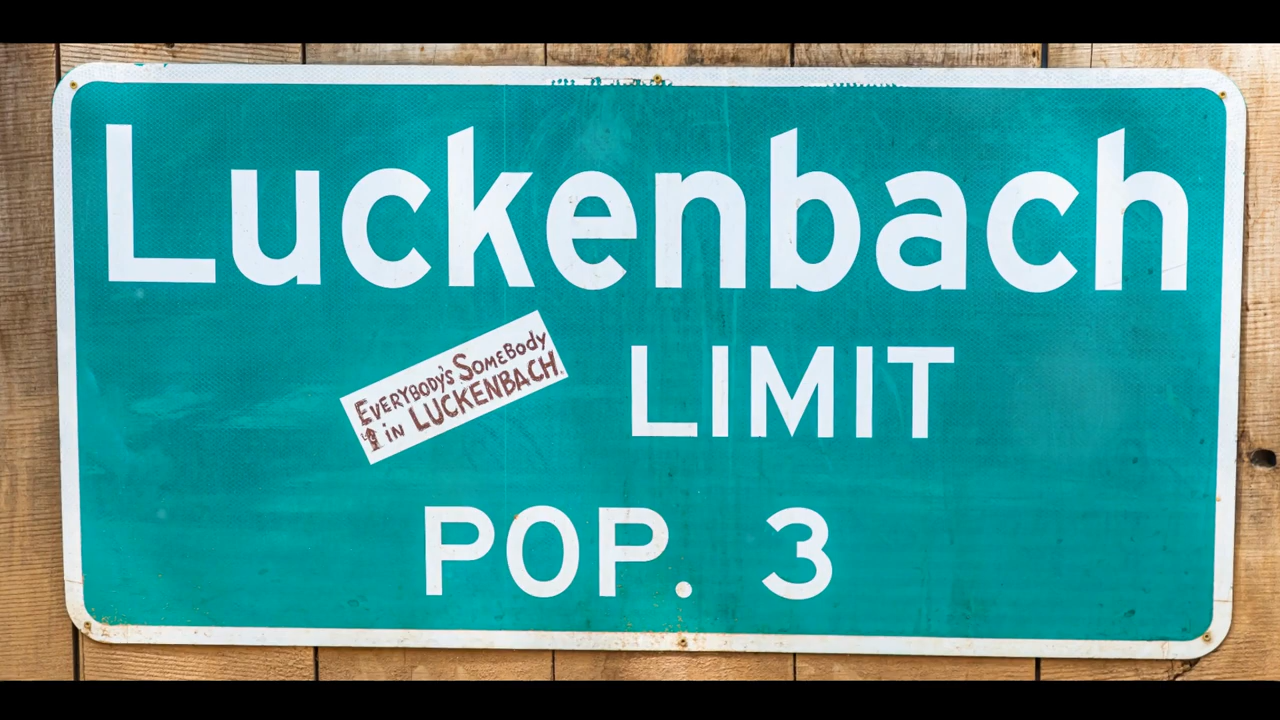 Luckenbach
EVERYBODY'S SOMEBODY
IN LUCKENBACH.
LIMIT
POP. 3